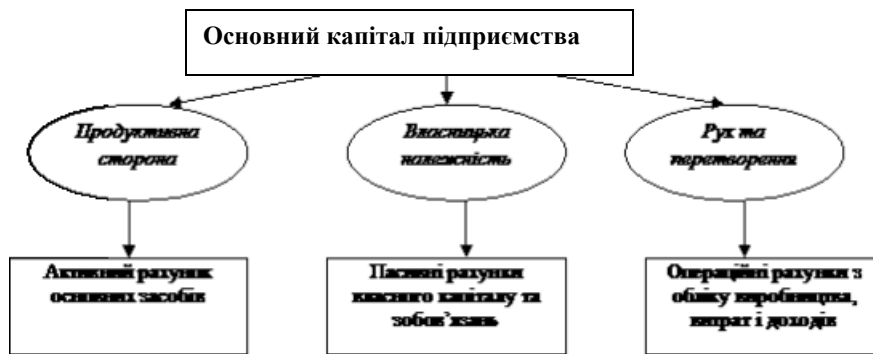 Основний капітал підприємства
Продуктивна
сторона
Власницька
належність
Рух та
перетворення
Активний рахунок
основних засобів
Пасивні рахунки
власного капіталу та
зобов'язань
Операційні рахунки з
обліку виробництва,
витрат і доходів